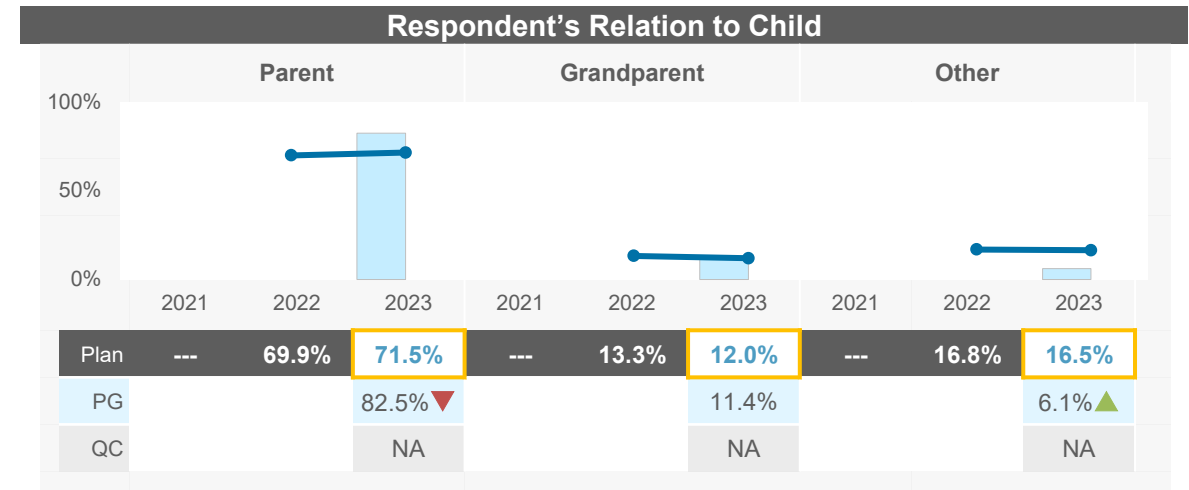 Respondent's Relation to Child
Parent Grandparent Other
100%
50%
0%
2021 2022 2023 2021 2022 2023 2021 2022 2023
Plan --- 69.9% 71.5% --- 13.3% 12.0% --- 16.8% 16.5%
PG 82.5% 11.4% 6.1%
QC NA NA NA